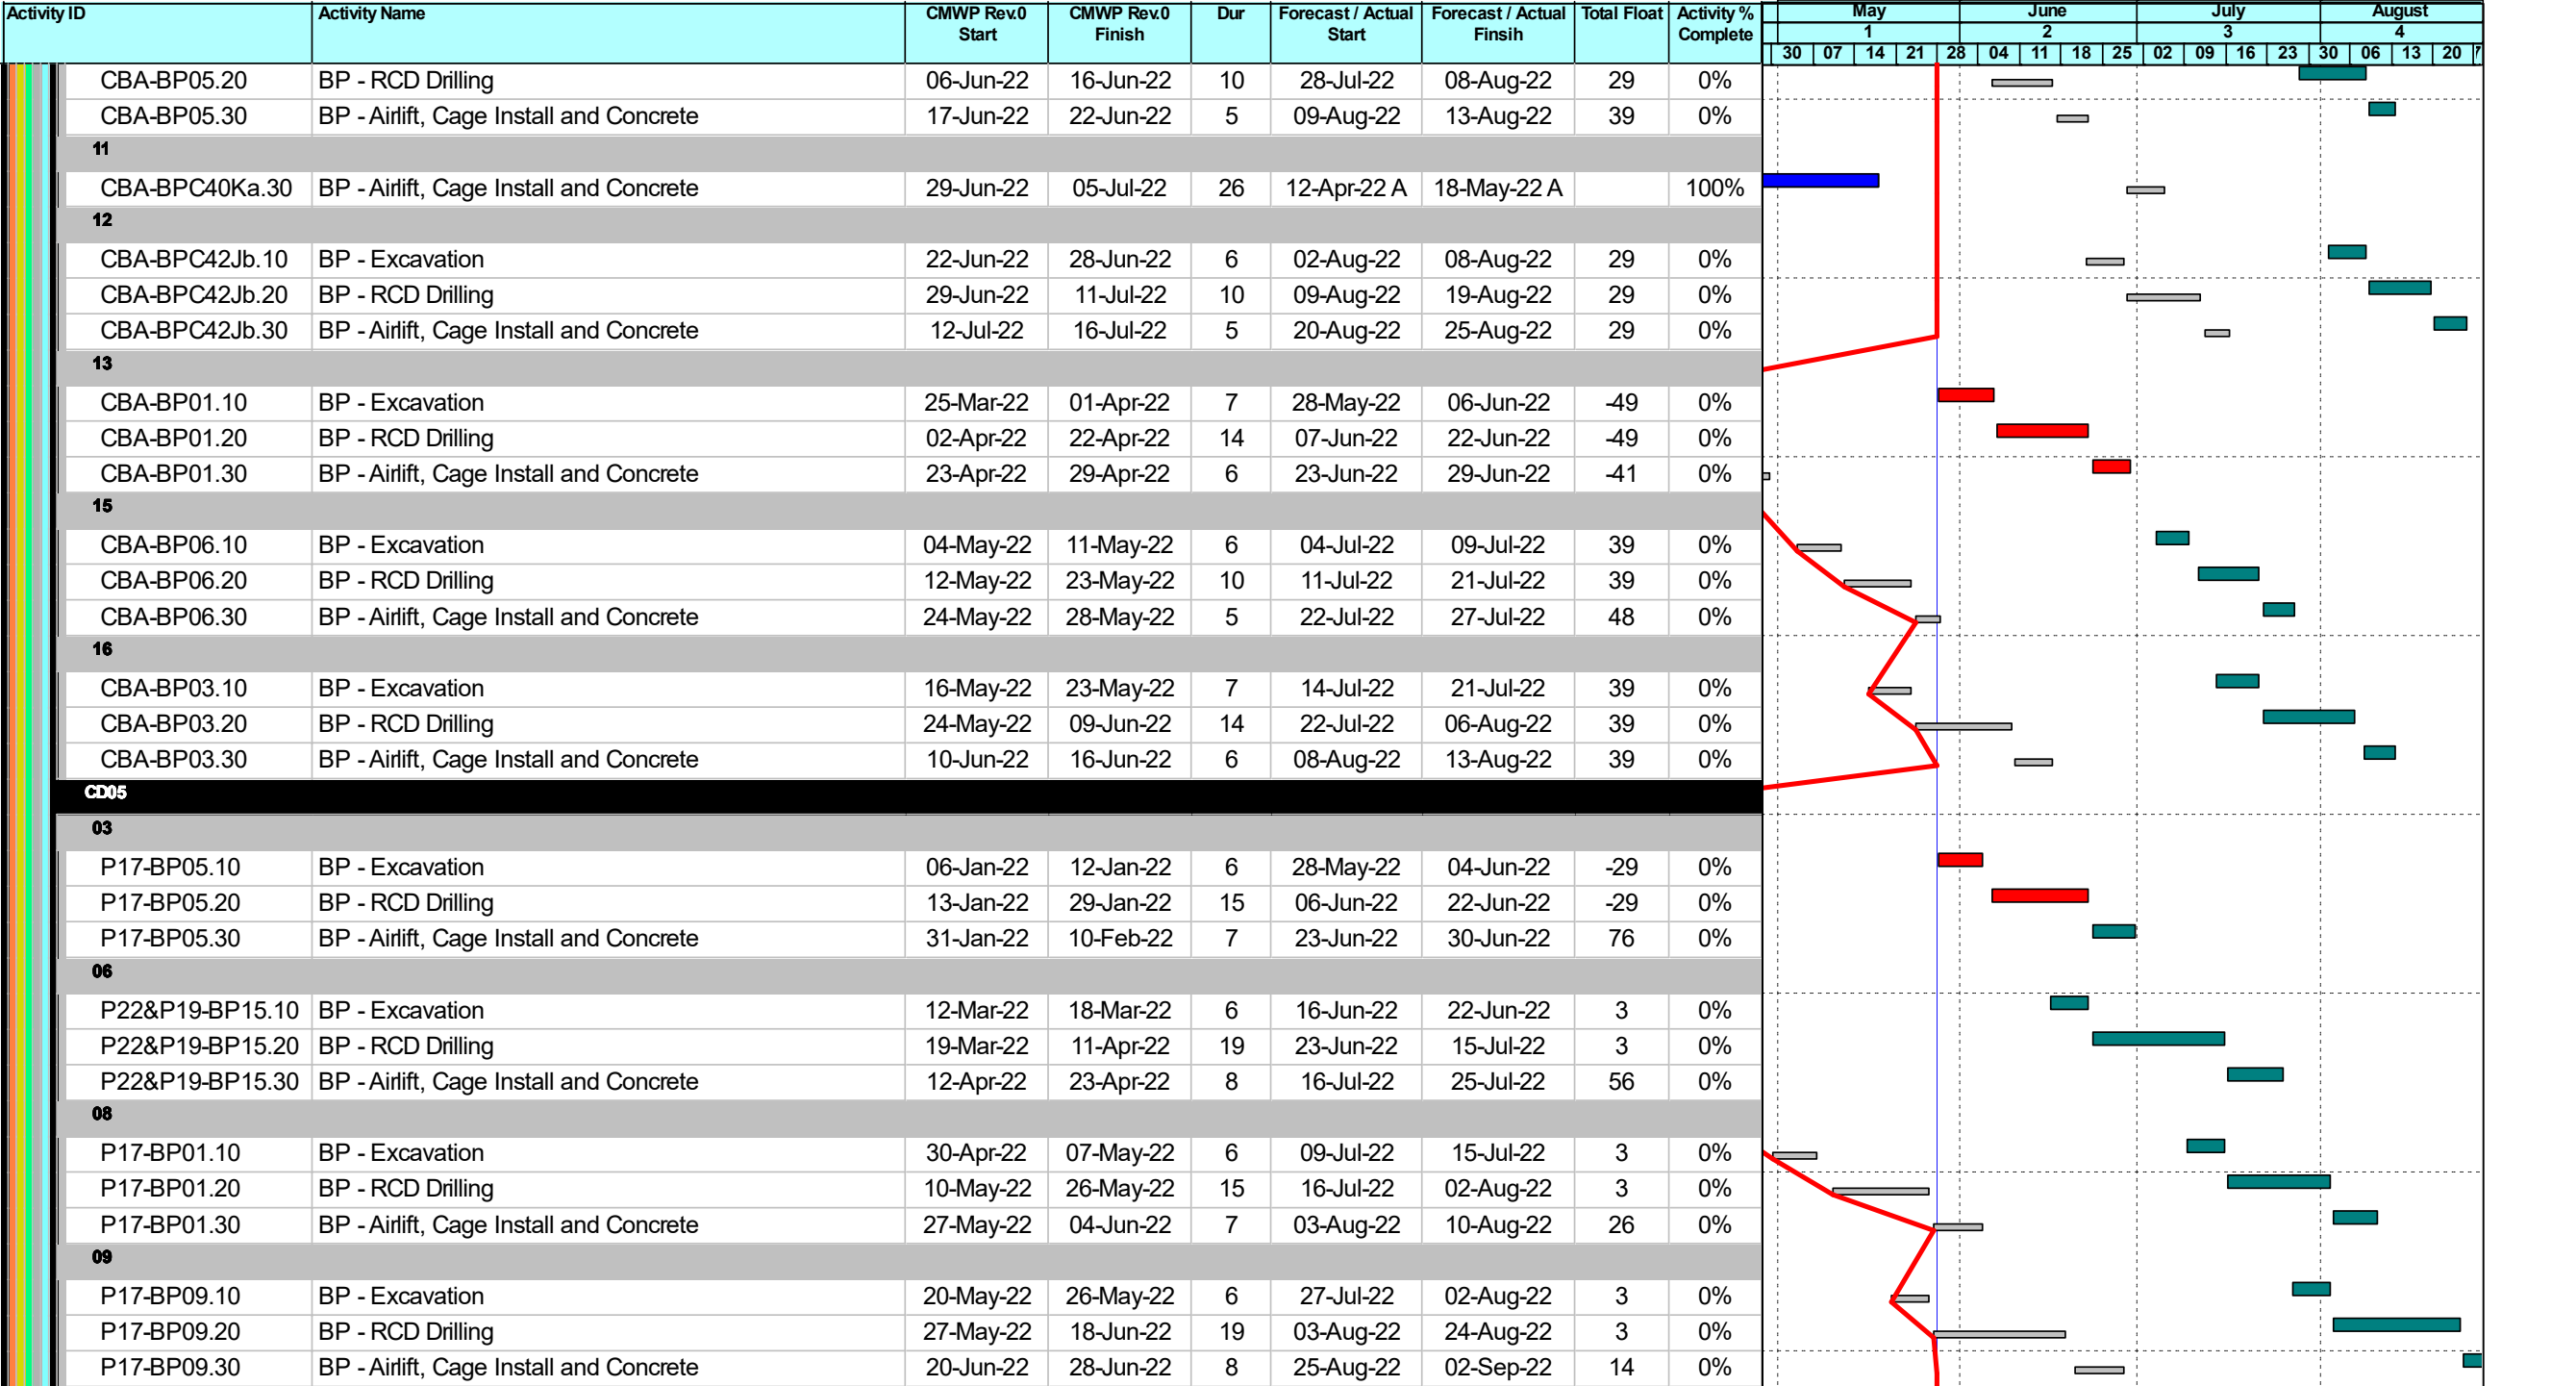 Activity ID Activity Name CMWP Rev.0 Start CMWP Rev.0 Finish Dur Forecast / Actual Start Forecast / Actual Finsih Total Float Activity % Complete May June July August
1 2 3 4
30 07 14 21 28 04 11 18 25 02 09 16 23 30 06 13 20
CBA-BP05.20 BP - RCD Drilling 06-Jun-22 16-Jun-22 10 28-Jul-22 08-Aug-22 29 0%
CBA-BP05.30 BP - Airlift, Cage Install and Concrete 17-Jun-22 22-Jun-22 5 09-Aug-22 13-Aug-22 39 0%
11
CBA-BPC40Ka.30 BP - Airlift, Cage Install and Concrete 29-Jun-22 05-Jul-22 26 12-Apr-22 A 18-May-22 A 100%
12
CBA-BPC42Jb.10 BP - Excavation 22-Jun-22 28-Jun-22 6 02-Aug-22 08-Aug-22 29 0%
CBA-BPC42Jb.20 BP - RCD Drilling 29-Jun-22 11-Jul-22 10 09-Aug-22 19-Aug-22 29 0%
CBA-BPC42Jb.30 BP - Airlift, Cage Install and Concrete 12-Jul-22 16-Jul-22 5 20-Aug-22 25-Aug-22 29 0%
13
CBA-BP01.10 BP - Excavation 25-Mar-22 01-Apr-22 7 28-May-22 06-Jun-22 -49 0%
CBA-BP01.20 BP - RCD Drilling 02-Apr-22 22-Apr-22 14 07-Jun-22 22-Jun-22 -49 0%
CBA-BP01.30 BP - Airlift, Cage Install and Concrete 23-Apr-22 29-Apr-22 6 23-Jun-22 29-Jun-22 -41 0%
15
CBA-BP06.10 BP - Excavation 04-May-22 11-May-22 6 04-Jul-22 09-Jul-22 39 0%
CBA-BP06.20 BP - RCD Drilling 12-May-22 23-May-22 10 11-Jul-22 21-Jul-22 39 0%
CBA-BP06.30 BP - Airlift, Cage Install and Concrete 24-May-22 28-May-22 5 22-Jul-22 27-Jul-22 48 0%
16
CBA-BP03.10 BP - Excavation 16-May-22 23-May-22 7 14-Jul-22 21-Jul-22 39 0%
CBA-BP03.20 BP - RCD Drilling 24-May-22 09-Jun-22 14 22-Jul-22 06-Aug-22 39 0%
CBA-BP03.30 BP - Airlift, Cage Install and Concrete 10-Jun-22 16-Jun-22 6 08-Aug-22 13-Aug-22 39 0%
CD05
03
P17-BP05.10 BP - Excavation 06-Jan-22 12-Jan-22 6 28-May-22 04-Jun-22 -29 0%
P17-BP05.20 BP - RCD Drilling 13-Jan-22 29-Jan-22 15 06-Jun-22 22-Jun-22 -29 0%
P17-BP05.30 BP - Airlift, Cage Install and Concrete 31-Jan-22 10-Feb-22 7 23-Jun-22 30-Jun-22 76 0%
06
P22&P19-BP15.10 BP - Excavation 12-Mar-22 18-Mar-22 6 16-Jun-22 22-Jun-22 3 0%
P22&P19-BP15.20 BP - RCD Drilling 19-Mar-22 11-Apr-22 19 23-Jun-22 15-Jul-22 3 0%
P22&P19-BP15.30 BP - Airlift, Cage Install and Concrete 12-Apr-22 23-Apr-22 8 16-Jul-22 25-Jul-22 56 0%
08
P17-BP01.10 BP - Excavation 30-Apr-22 07-May-22 6 09-Jul-22 15-Jul-22 3 0%
P17-BP01.20 BP - RCD Drilling 10-May-22 26-May-22 15 16-Jul-22 02-Aug-22 3 0%
P17-BP01.30 BP - Airlift, Cage Install and Concrete 27-May-22 04-Jun-22 7 03-Aug-22 10-Aug-22 26 0%
09
P17-BP09.10 BP - Excavation 20-May-22 26-May-22 6 27-Jul-22 02-Aug-22 3 0%
P17-BP09.20 BP - RCD Drilling 27-May-22 18-Jun-22 19 03-Aug-22 24-Aug-22 3 0%
P17-BP09.30 BP - Airlift, Cage Install and Concrete 20-Jun-22 28-Jun-22 8 25-Aug-22 02-Sep-22 14 0%